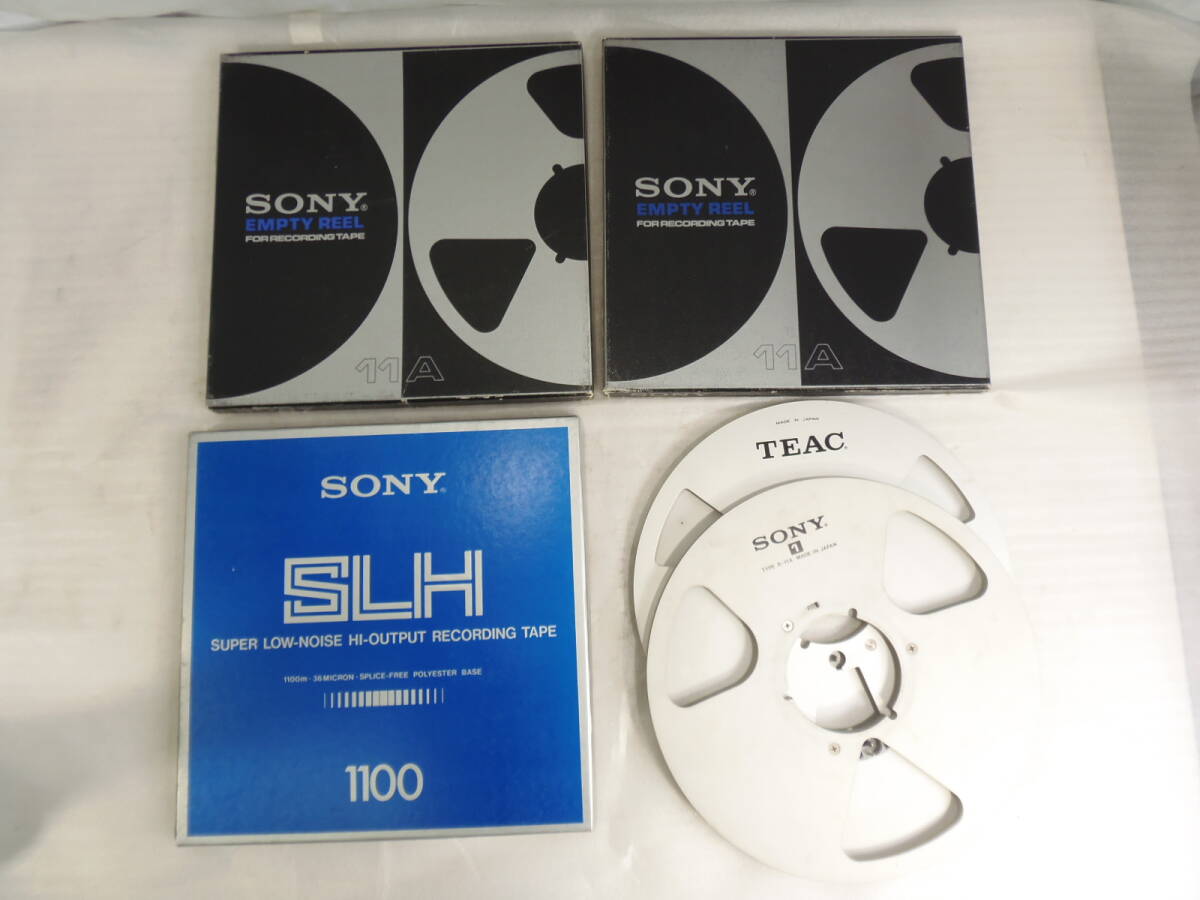 SONY®
EMPTY REEL
FOR RECORDING TAPE
11A
SONY®
EMPTY REEL
FOR RECORDING TAPE
11A
SONY®
SLH
SUPER LOW-NOISE HI-OUTPUT RECORDING TAPE
1100m · 36 MICRON · SPLICE-FREE POLYESTER BASE
1100
MADE IN JAPAN
TEAC®
SONY®
TYPE R-11A MADE IN JAPAN